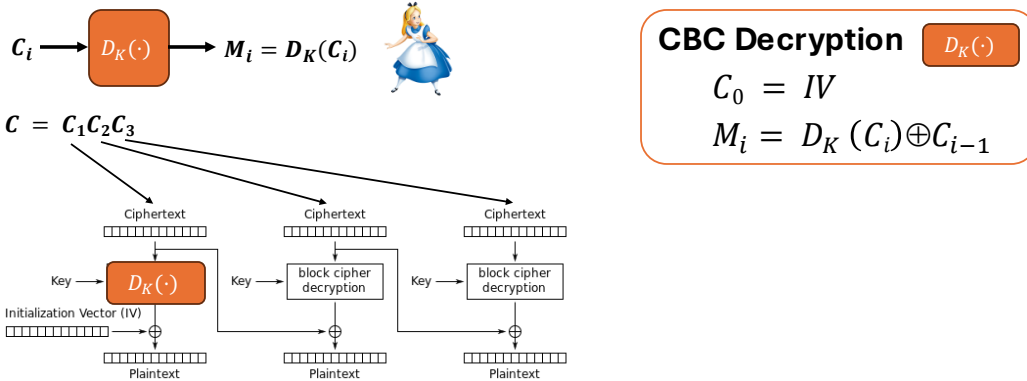 C_i D_K(·) M_i = D_K(C_i)
C = C_1C_2C_3
CBC Decryption D_K(·)
C_0 = IV
M_i = D_K (C_i)⊕C_{i−1}
Ciphertext Ciphertext Ciphertext
Key D_K(·) Key block cipher decryption Key block cipher decryption
Initialization Vector (IV)
Plaintext Plaintext Plaintext